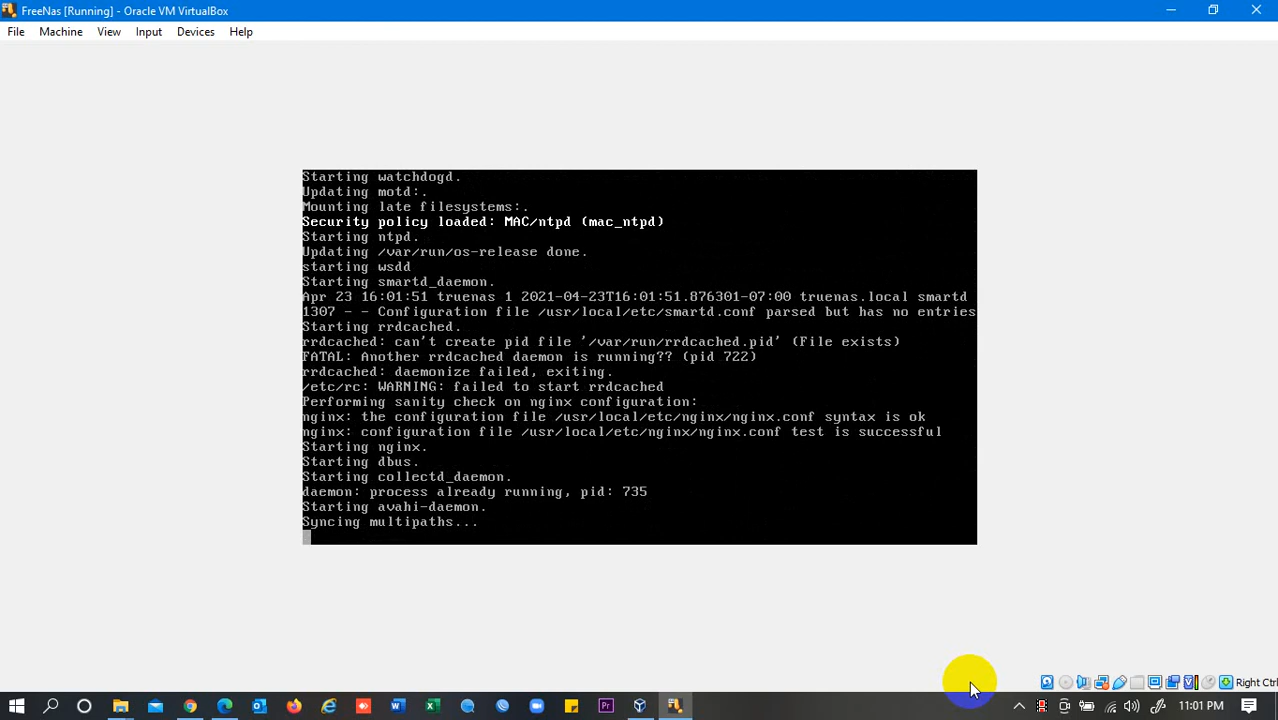 FreeNas [Running] - Oracle VM VirtualBox
File Machine View Input Devices Help
Starting watchdogd.
Updating motd:.
Mounting late filesystems:.
Security policy loaded: MAC/ntpd (mac_ntpd)
Starting ntpd.
Updating /var/run/os-release done.
starting wsdd
Starting smartd_daemon.
Apr 23 16:01:51 truenas 1 2021-04-23T16:01:51.876301-07:00 truenas.local smartd
1307 - - Configuration file /usr/local/etc/smartd.conf parsed but has no entries
Starting rrdcached.
rrdcached: can't create pid file '/var/run/rrdcached.pid' (File exists)
FATAL: Another rrdcached daemon is running?? (pid 722)
rrdcached: daemonize failed, exiting.
/etc/rc: WARNING: failed to start rrdcached
Performing sanity check on nginx configuration:
nginx: the configuration file /usr/local/etc/nginx/nginx.conf syntax is ok
nginx: configuration file /usr/local/etc/nginx/nginx.conf test is successful
Starting nginx.
Starting dbus.
Starting collectd_daemon.
daemon: process already running, pid: 735
Starting avahi-daemon.
Syncing multipaths...
Right Ctrl
11:01 PM